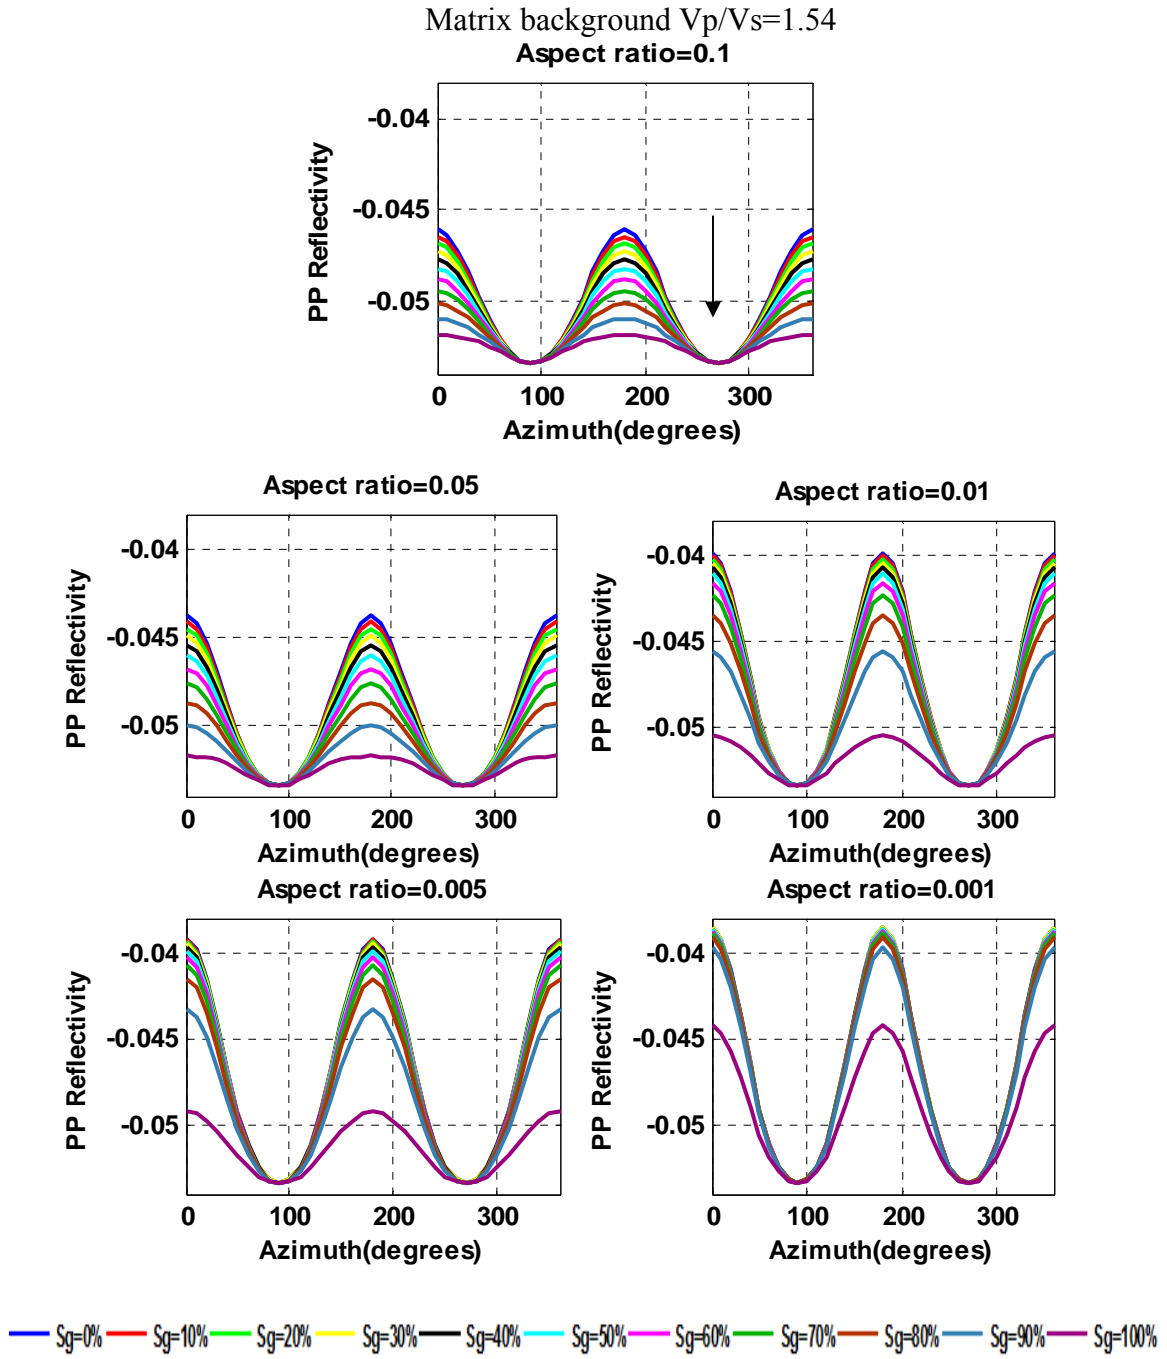 Matrix background Vp/Vs=1.54
Aspect ratio=0.1
PP Reflectivity
-0.04
-0.045
-0.05
0 100 200 300
Azimuth(degrees)
Aspect ratio=0.05
PP Reflectivity
-0.04
-0.045
-0.05
0 100 200 300
Azimuth(degrees)
Aspect ratio=0.01
PP Reflectivity
-0.04
-0.045
-0.05
0 100 200 300
Azimuth(degrees)
Aspect ratio=0.005
PP Reflectivity
-0.04
-0.045
-0.05
0 100 200 300
Azimuth(degrees)
Aspect ratio=0.001
PP Reflectivity
-0.04
-0.045
-0.05
0 100 200 300
Azimuth(degrees)
Sg=0% Sg=10% Sg=20% Sg=30% Sg=40% Sg=50% Sg=60% Sg=70% Sg=80% Sg=90% Sg=100%